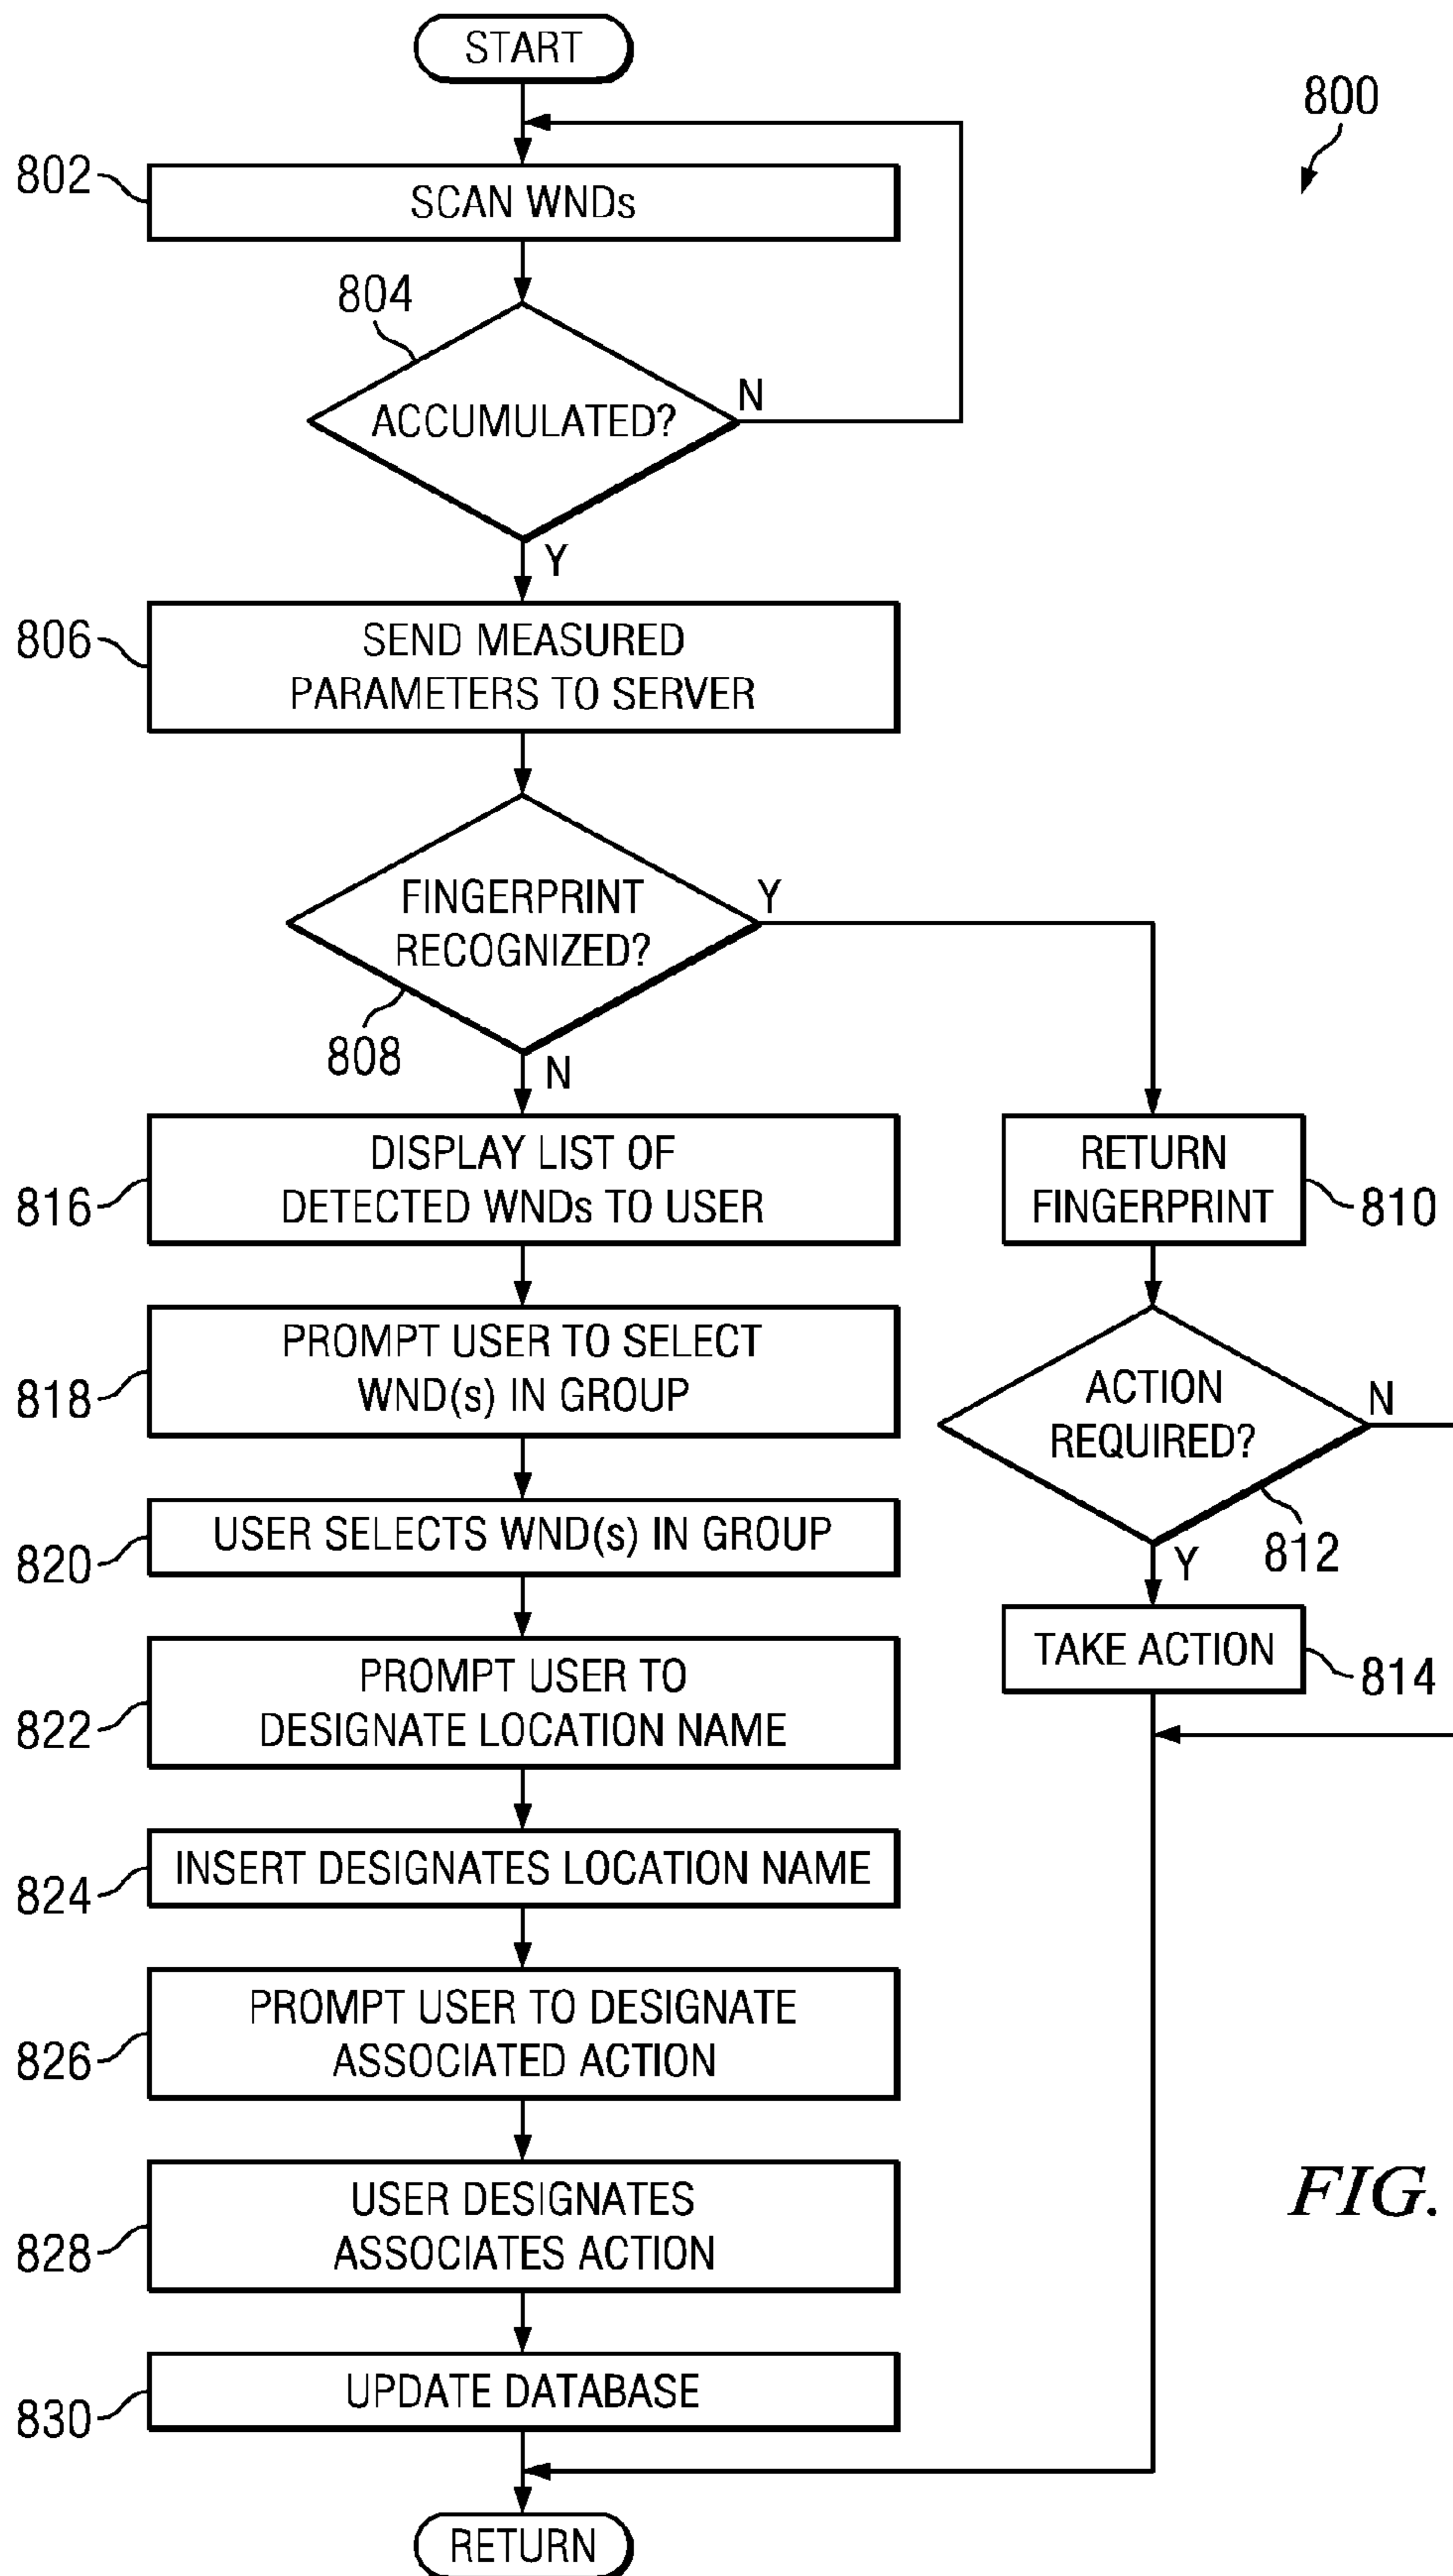 START
800
802
SCAN WNDs
804
ACCUMULATED?
N
Y
806
SEND MEASURED
PARAMETERS TO SERVER
FINGERPRINT
RECOGNIZED?
Y
808
N
816
DISPLAY LIST OF
DETECTED WNDs TO USER
RETURN
FINGERPRINT
810
818
PROMPT USER TO SELECT
WND(s) IN GROUP
ACTION
REQUIRED?
N
812
Y
820
USER SELECTS WND(s) IN GROUP
TAKE ACTION
814
822
PROMPT USER TO
DESIGNATE LOCATION NAME
824
INSERT DESIGNATES LOCATION NAME
826
PROMPT USER TO DESIGNATE
ASSOCIATED ACTION
828
USER DESIGNATES
ASSOCIATES ACTION
FIG.
830
UPDATE DATABASE
RETURN